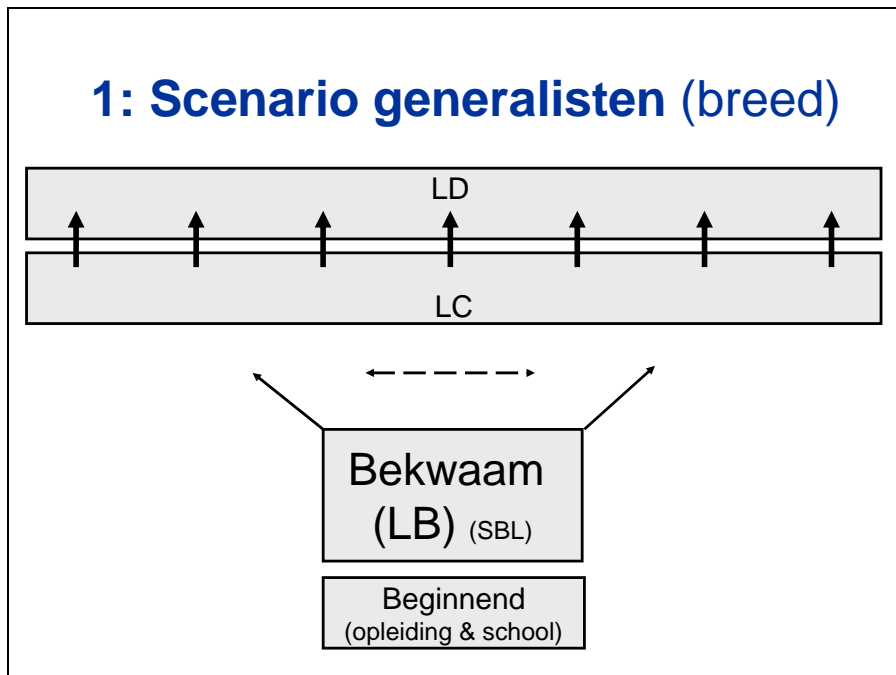 1: Scenario generalisten (breed)
LD
LC
Bekwaam
(LB) (SBL)
Beginnend
(opleiding & school)